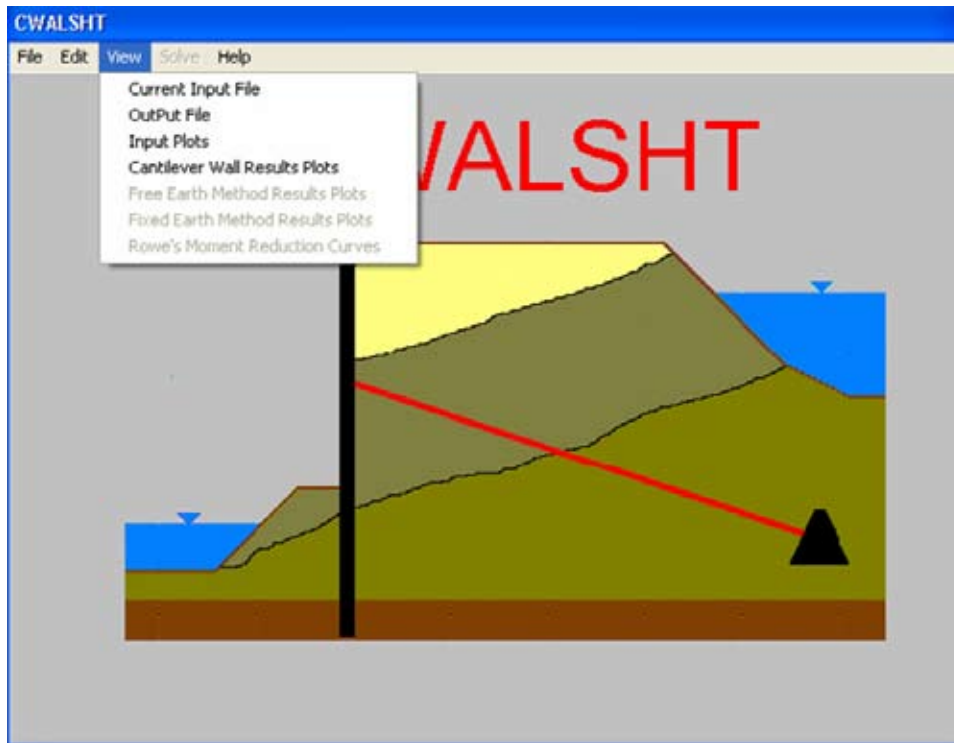 CWALSHT
File Edit View Solve Help
Current Input File
OutPut File
Input Plots
Cantilever Wall Results Plots
Free Earth Method Results Plots
Fixed Earth Method Results Plots
Rowe's Moment Reduction Curves
WALSHT